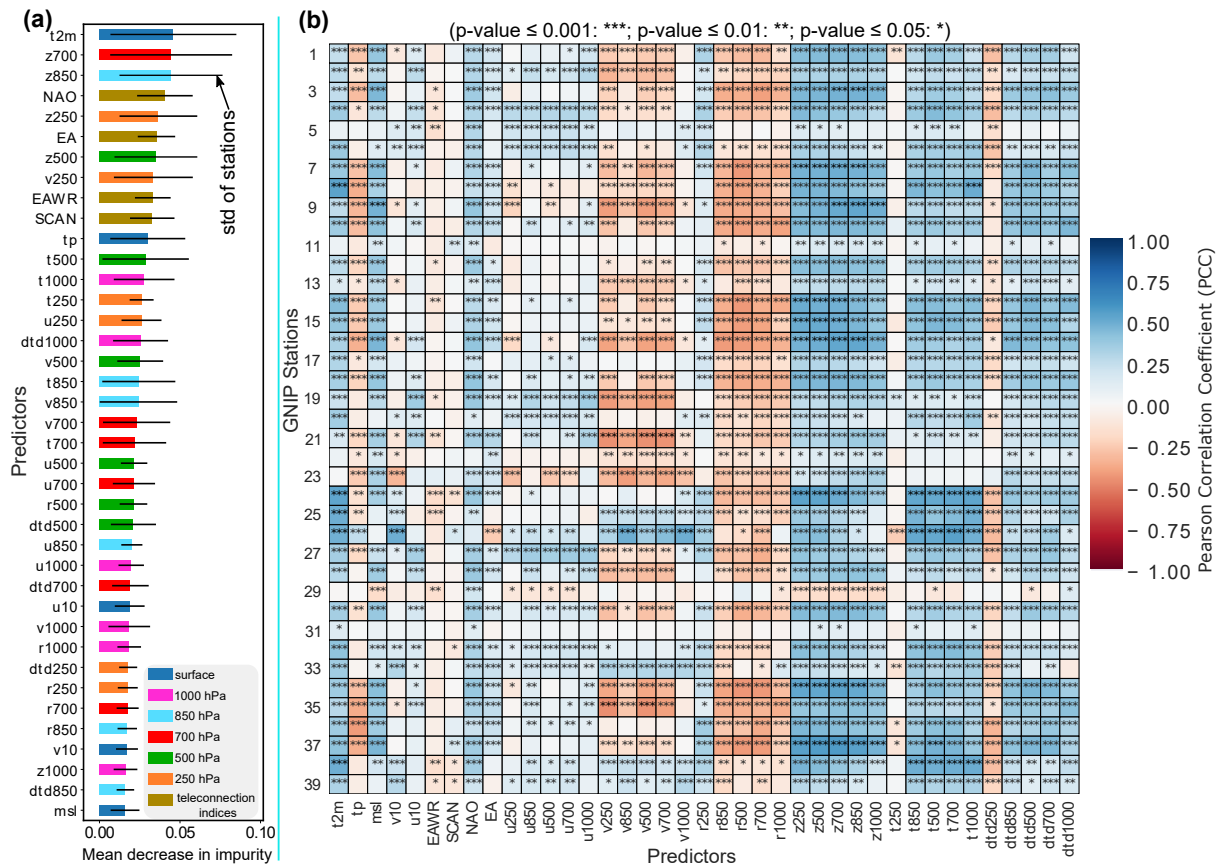 (a)
t2m
z700
z850
NAO
z250
EA
z500
v250
EAWR
SCAN
tp
t500
t1000
t250
u250
dtd1000
v500
t850
v850
v700
t700
u500
u700
r500
dtd500
u850
u1000
dtd700
u10
v1000
r1000
dtd250
r250
r700
r850
v10
z1000
dtd850
msl
Predictors
std of stations
surface
1000 hPa
850 hPa
700 hPa
500 hPa
250 hPa
teleconnection
indices
0.00 0.05 0.10
Mean decrease in impurity
(b)
(p-value ≤ 0.001: ***; p-value ≤ 0.01: **; p-value ≤ 0.05: *)
GNIP Stations
1
3
5
7
9
11
13
15
17
19
21
23
25
27
29
31
33
35
37
39
t2m tp msl v10 u10 EAWR SCAN NAO EA u250 u850 u500 u700 u1000 v250 v850 v500 v700 v1000 r250 r850 r500 r700 r1000 z250 z500 z700 z850 z1000 t250 t850 t500 t700 t1000 dtd250 dtd850 dtd500 dtd700 dtd1000
Predictors
1.00
0.75
0.50
0.25
0.00
− 0.25
− 0.50
− 0.75
− 1.00
Pearson Correlation Coefficient (PCC)